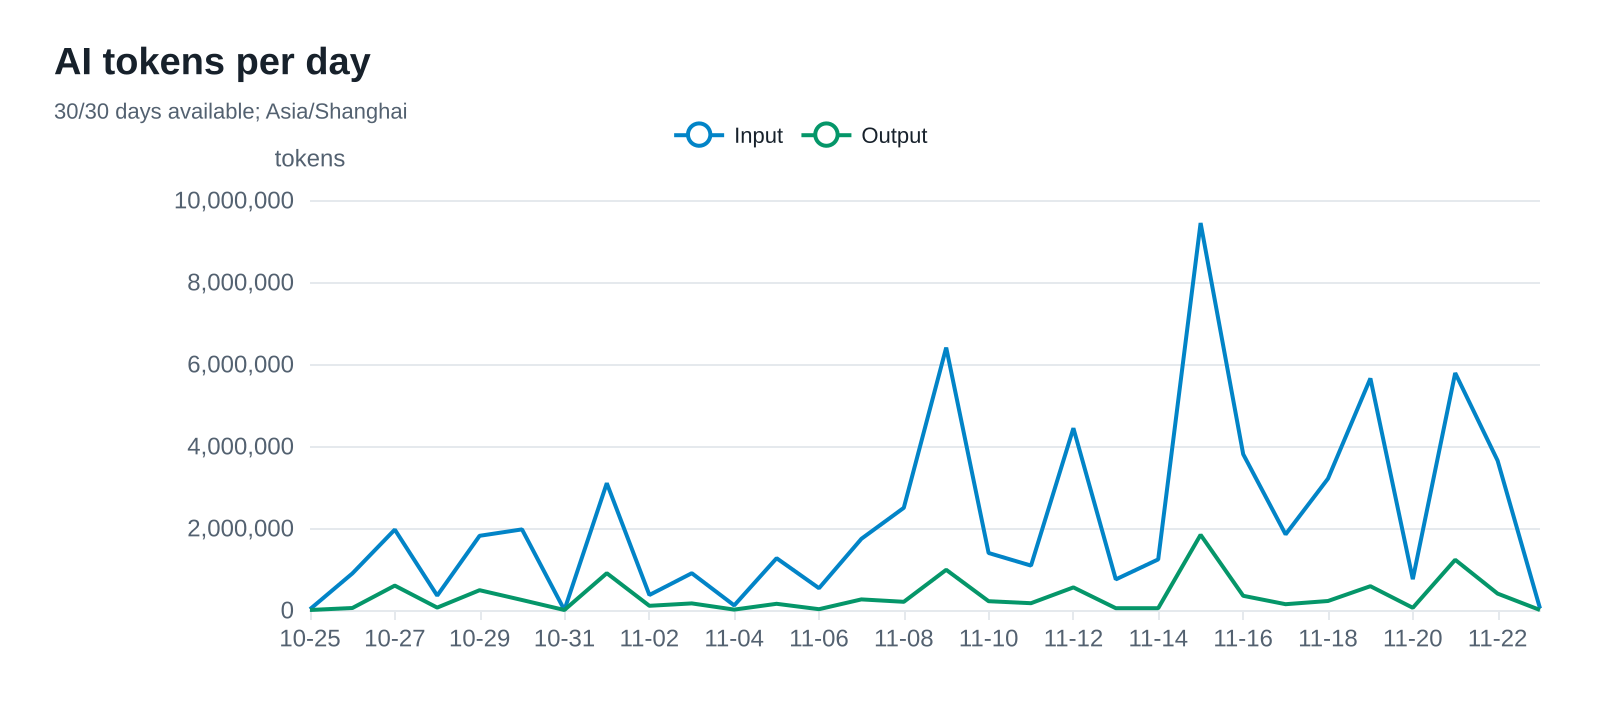 AI tokens per day
30/30 days available; Asia/Shanghai
Input Output
tokens
10,000,000
8,000,000
6,000,000
4,000,000
2,000,000
0
10-25 10-27 10-29 10-31 11-02 11-04 11-06 11-08 11-10 11-12 11-14 11-16 11-18 11-20 11-22